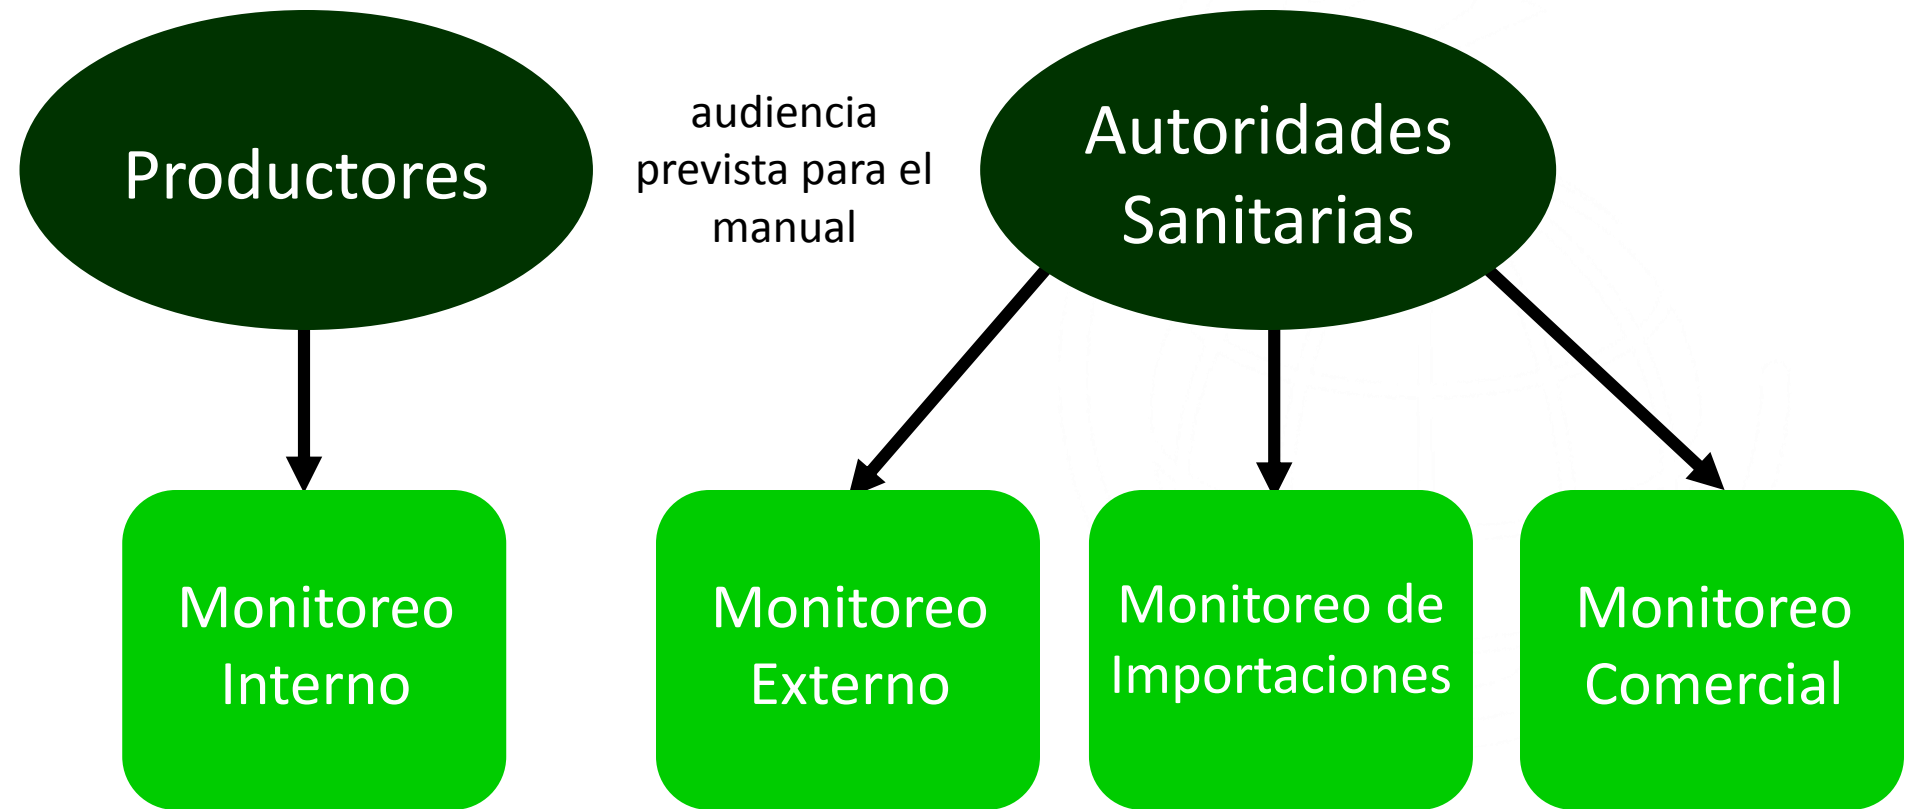 Productores
audiencia
prevista para el
manual
Autoridades
Sanitarias
Monitoreo
Interno
Monitoreo
Externo
Monitoreo de
Importaciones
Monitoreo
Comercial